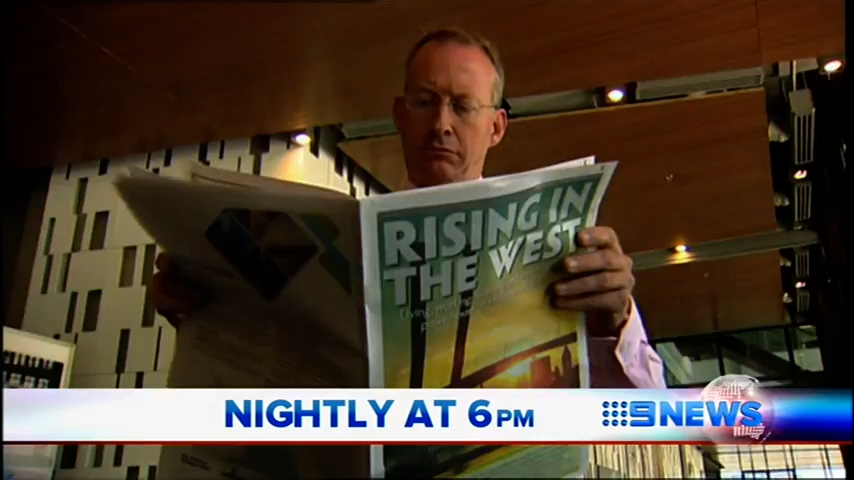 RISING IN
THE WEST
NIGHTLY AT 6PM
9NEWS